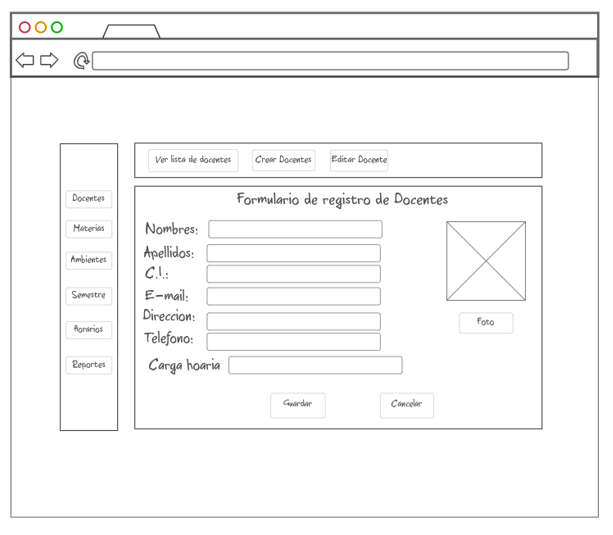 Ver lista de docentes Crear Docentes Editar Docente
Docentes
Materias
Ambientes
Semestre
Horarios
Reportes
Formulario de registro de Docentes
Nombres:
Apellidos:
C.I.:
E-mail:
Direccion:
Telefono:
Carga hoaria
Foto
Guardar Cancelar